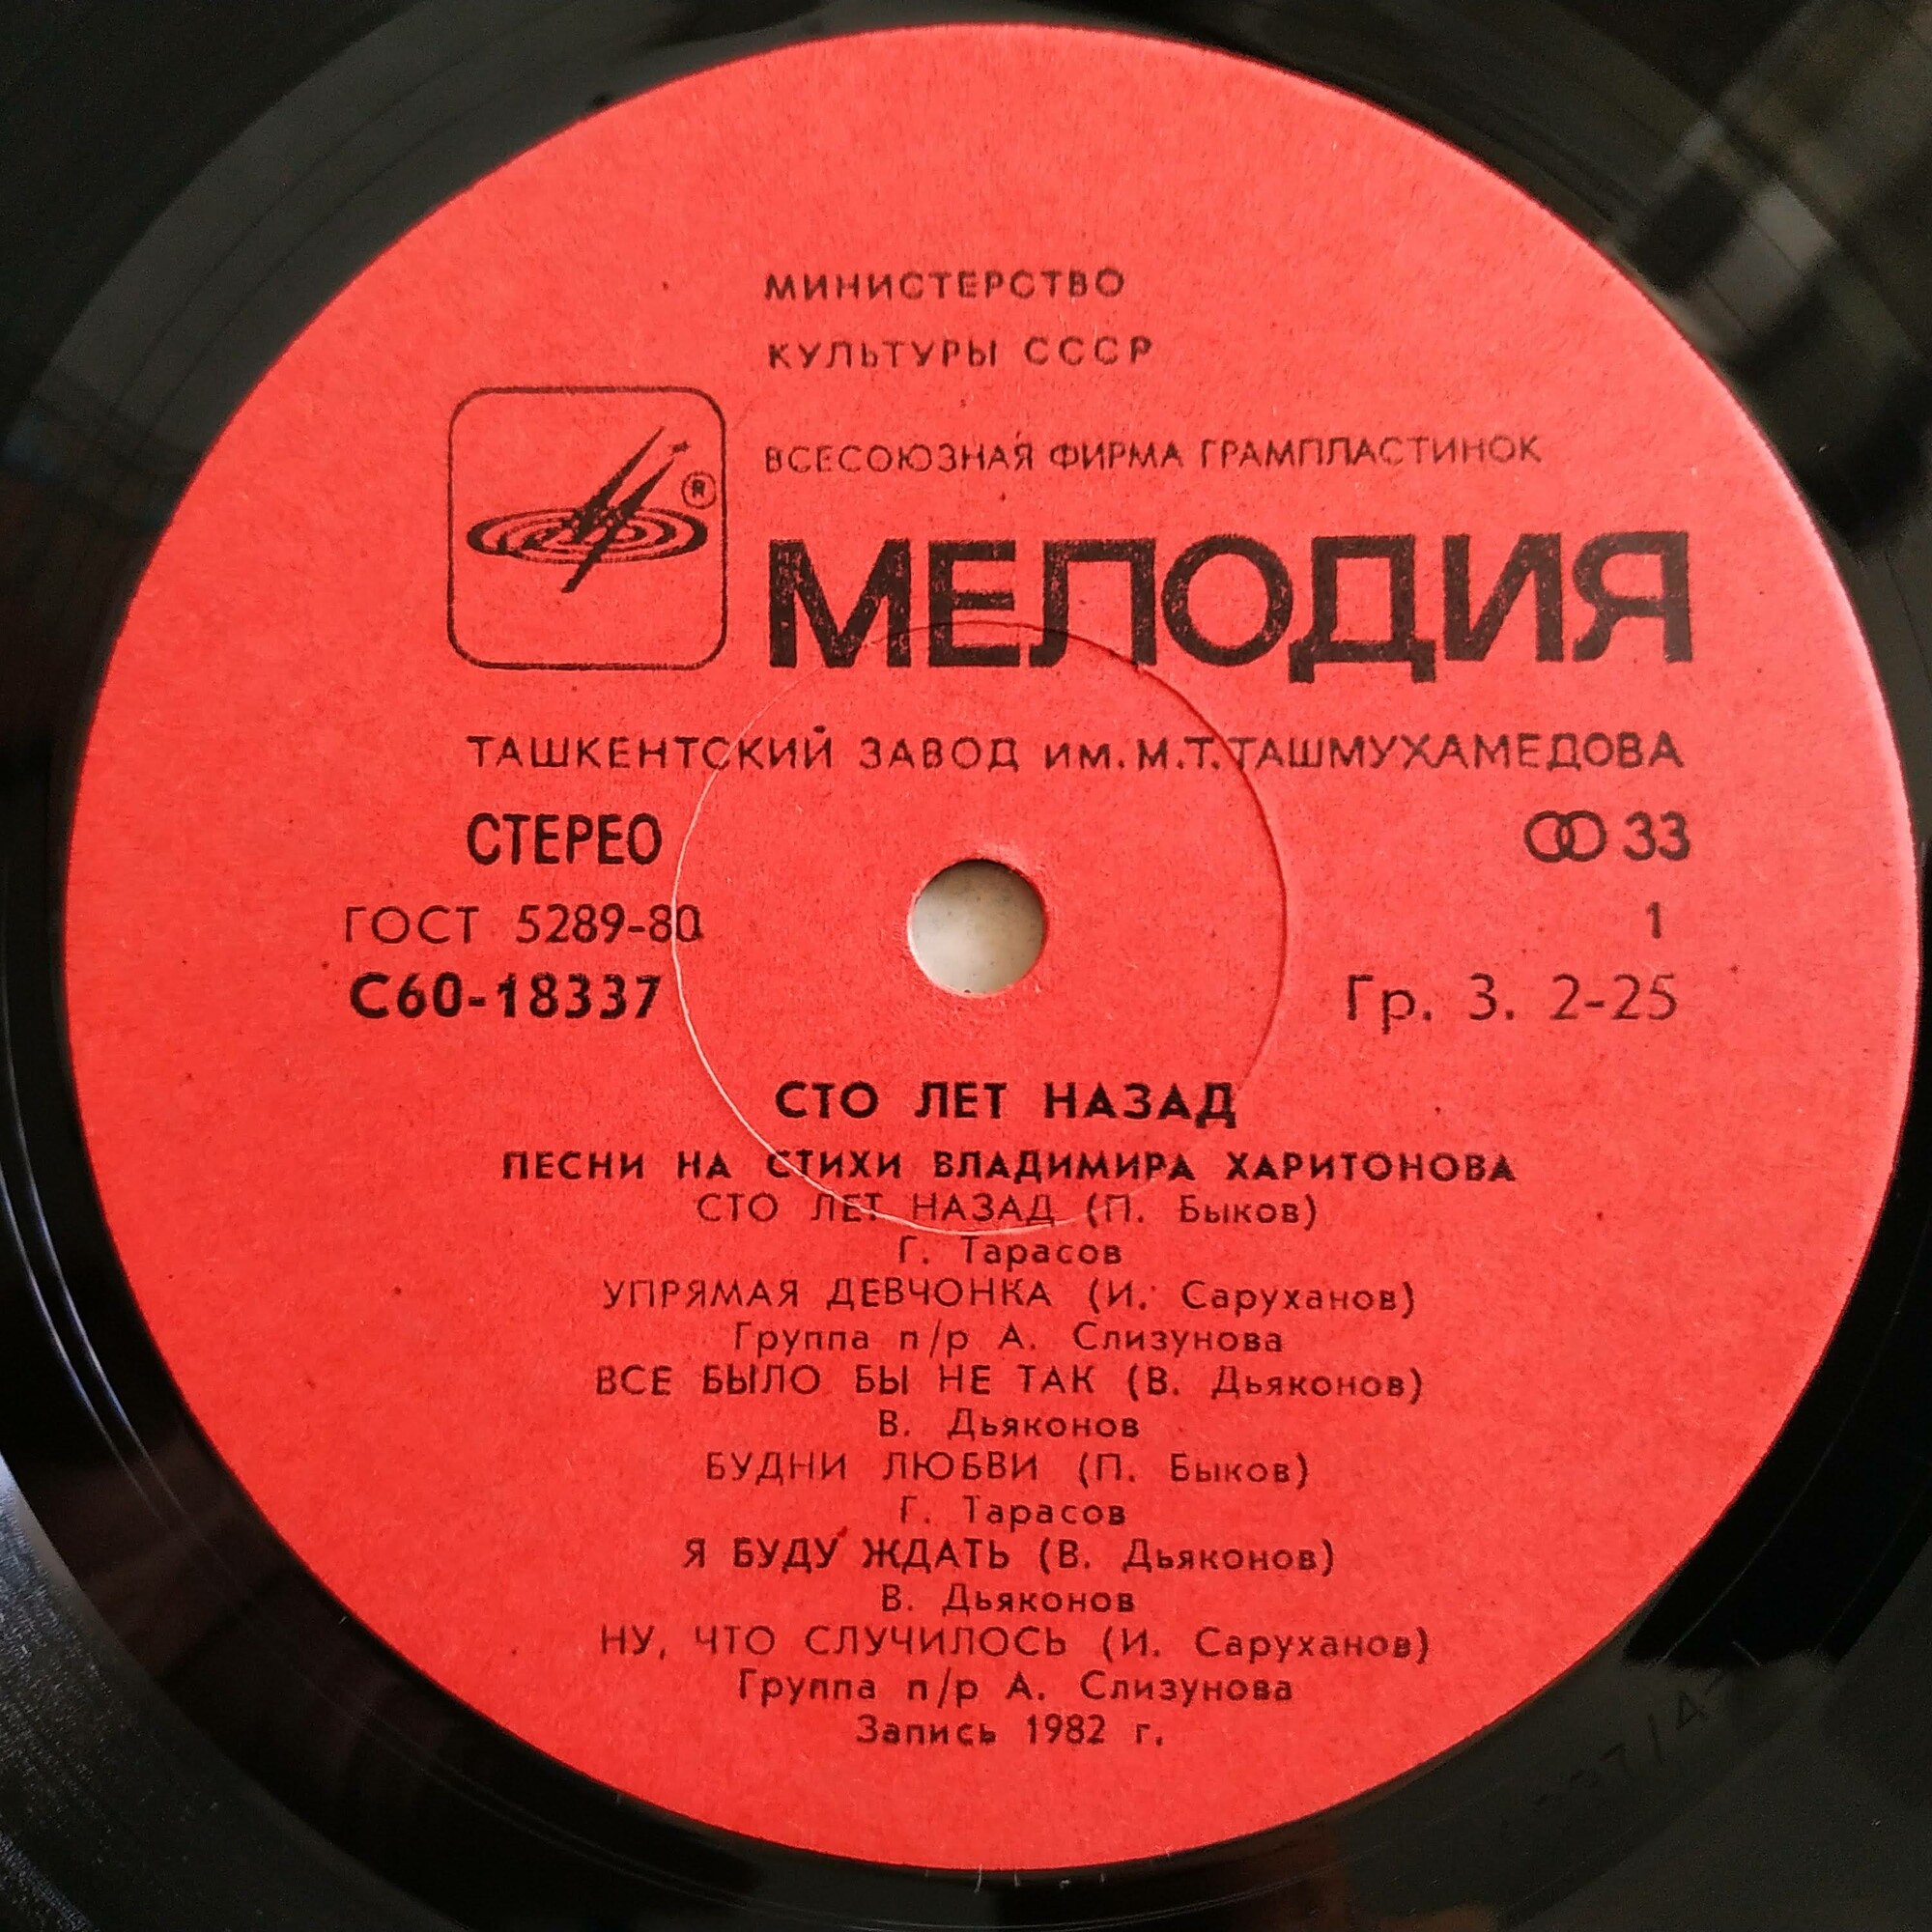 МИНИСТЕРСТВО
КУЛЬТУРЫ СССР
ВСЕСОЮЗНАЯ ФИРМА ГРАМПЛАСТИНОК
®
МЕЛОДИЯ
ТАШКЕНТСКИЙ ЗАВОД им. М.Т.ТАШМУХАМЕДОВА
СТЕРЕО 33
ГОСТ 5289-80 1
С60-18337 Гр. 3. 2-25
СТО ЛЕТ НАЗАД
ПЕСНИ НА СТИХИ ВЛАДИМИРА ХАРИТОНОВА
СТО ЛЕТ НАЗАД (П. Быков)
Г. Тарасов
УПРЯМАЯ ДЕВЧОНКА (И. Саруханов)
Группа п/р А. Слизунова
ВСЕ БЫЛО БЫ НЕ ТАК (В. Дьяконов)
В. Дьяконов
БУДНИ ЛЮБВИ (П. Быков)
Г. Тарасов
Я БУДУ ЖДАТЬ (В. Дьяконов)
В. Дьяконов
НУ, ЧТО СЛУЧИЛОСЬ (И. Саруханов)
Группа п/р А. Слизунова
Запись 1982 г.